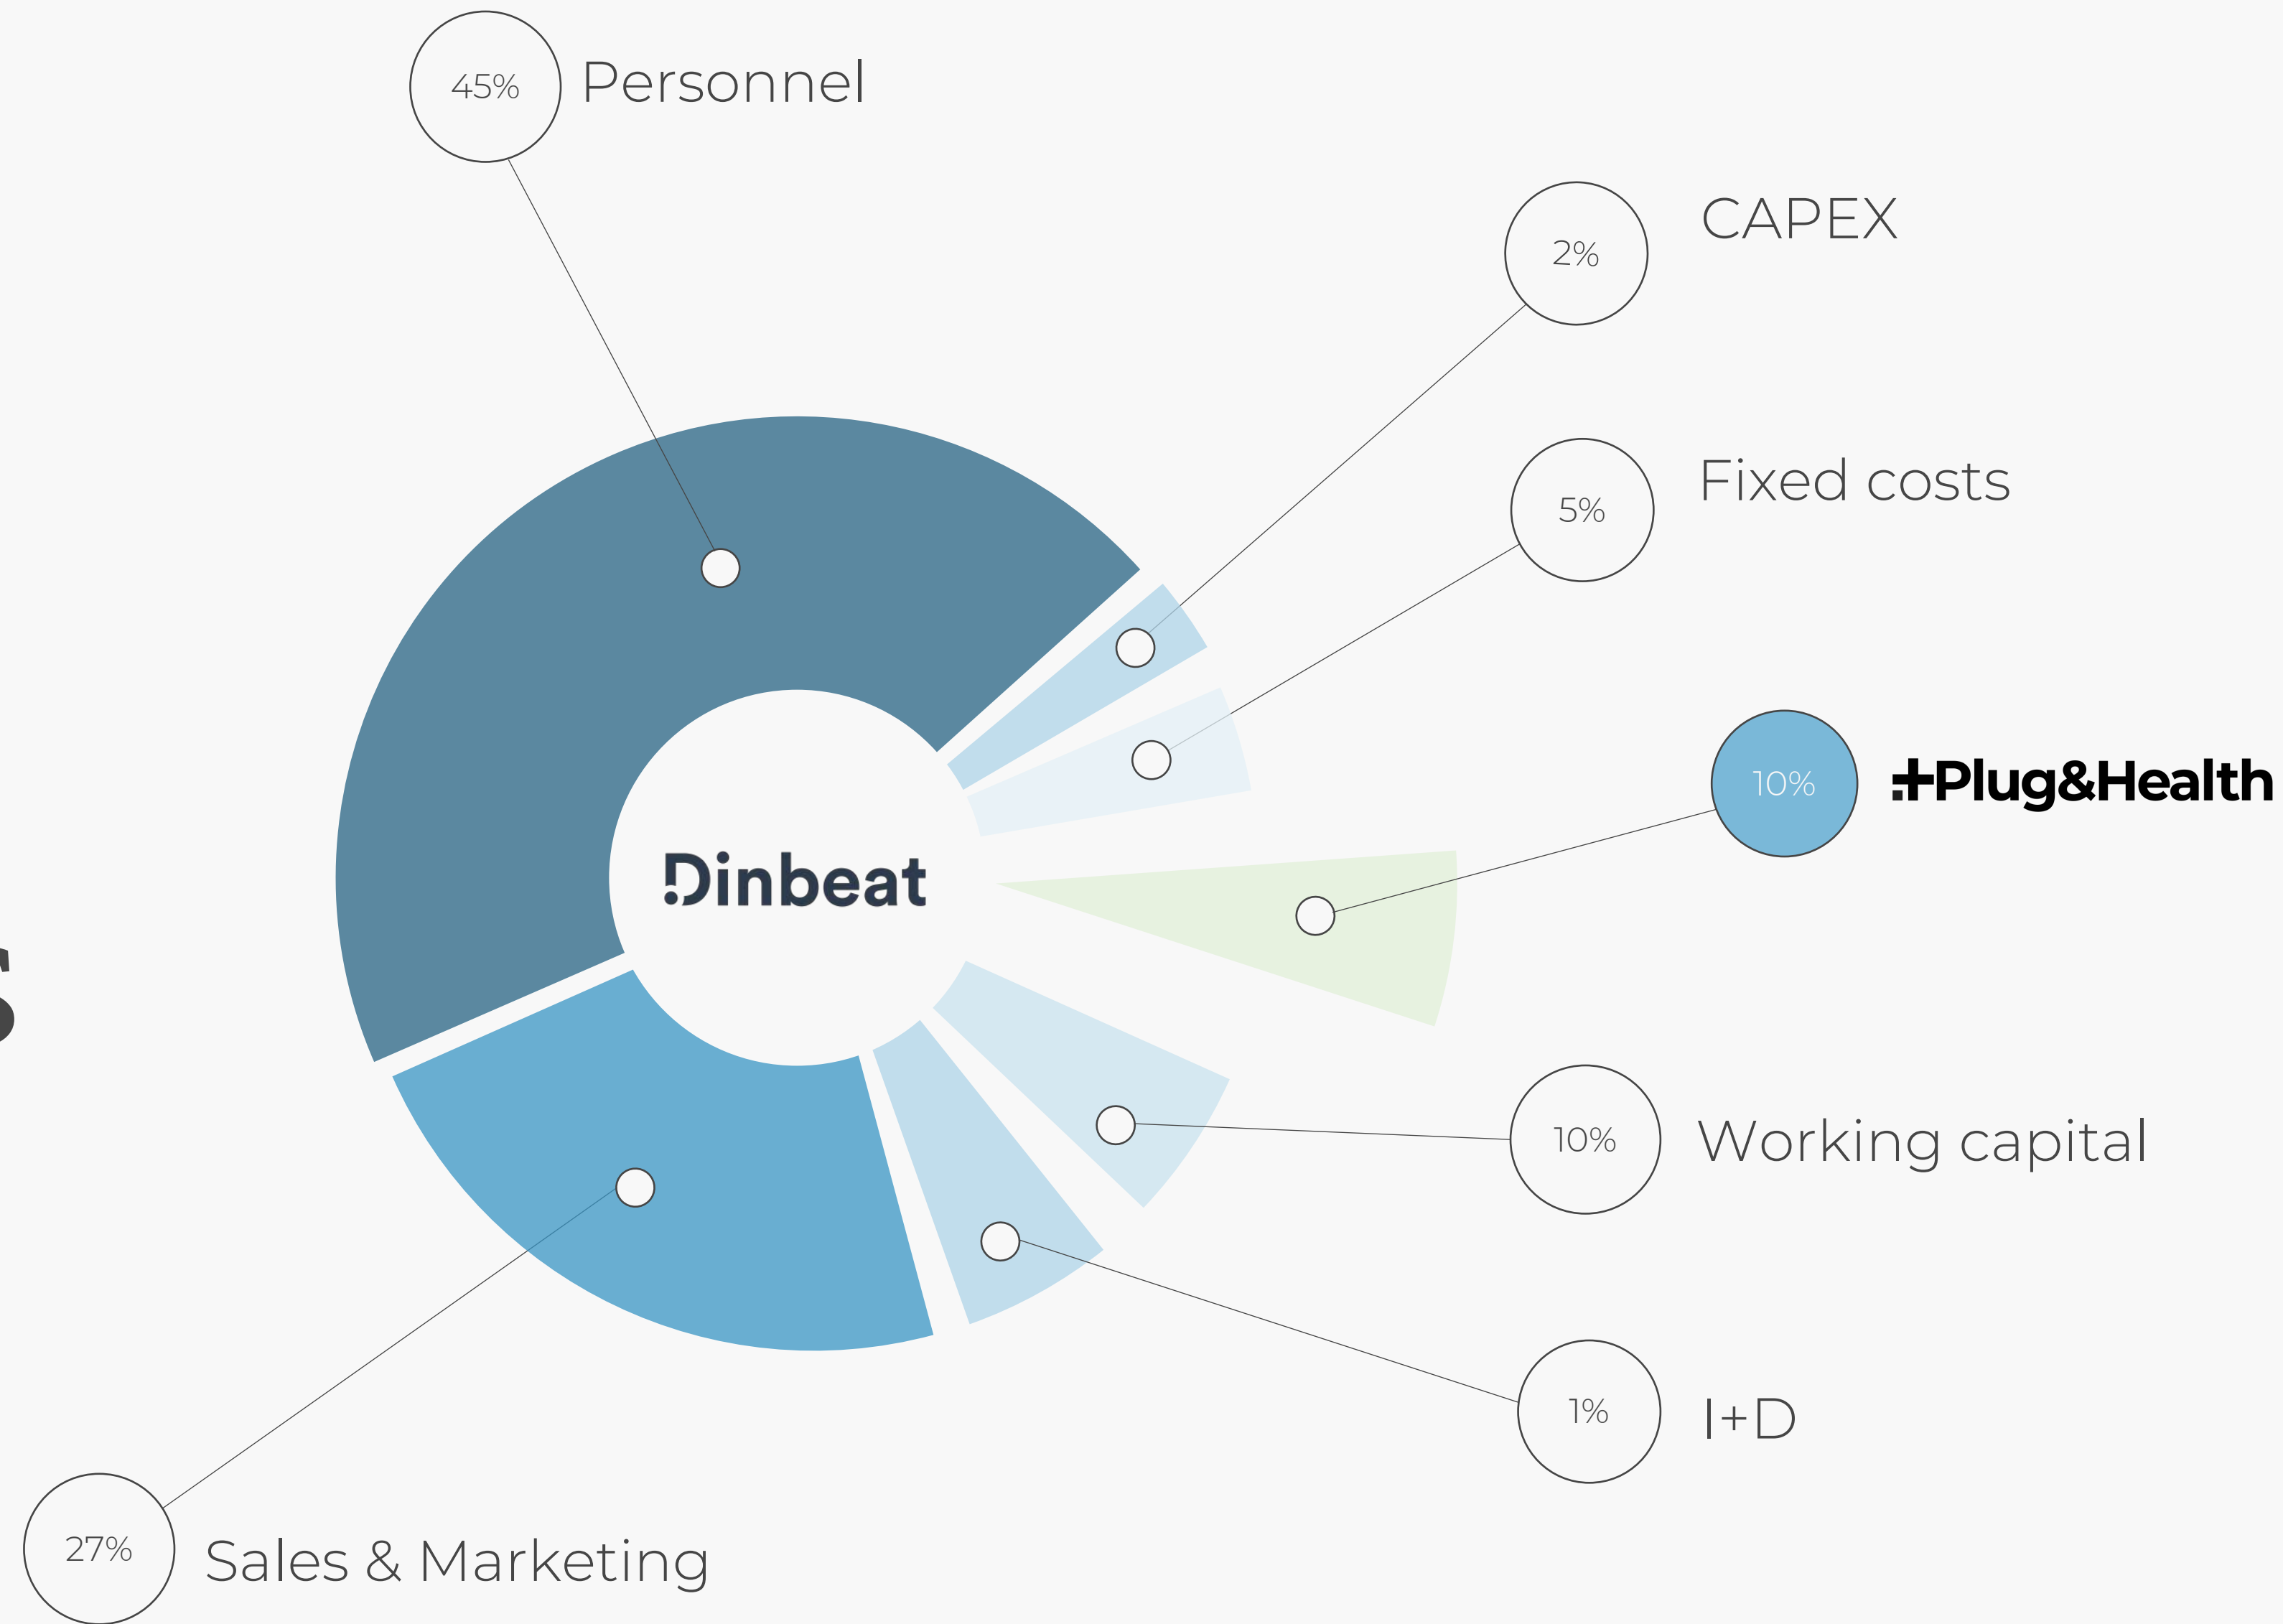 45%
Personnel
2%
CAPEX
5%
Fixed costs
10%
Plug&Health
Dinbeat
10%
Working capital
1%
I+D
27%
Sales & Marketing